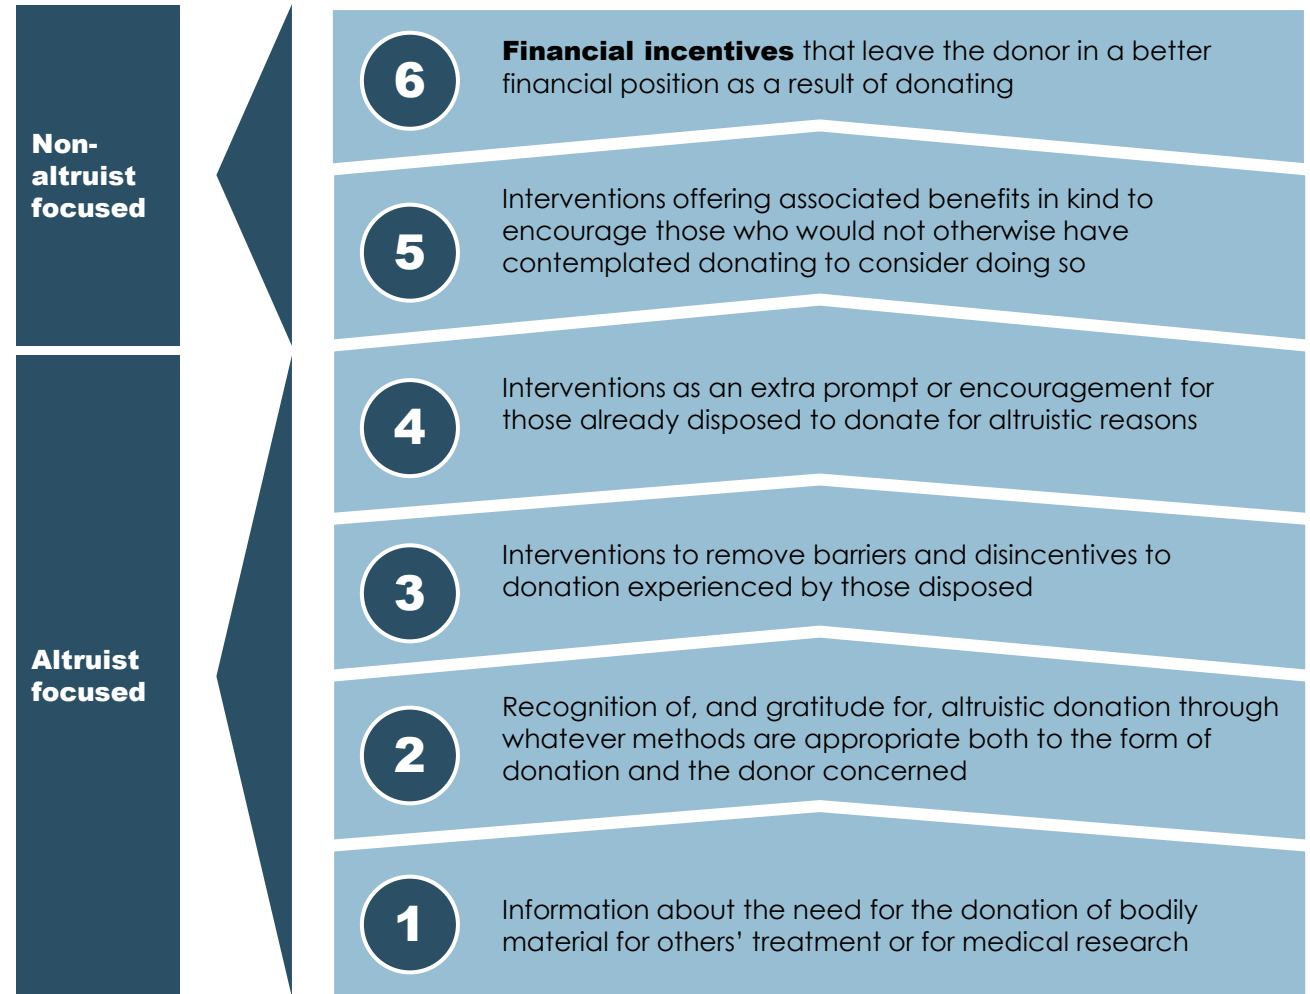 Non-
altruist
focused
6
Financial incentives that leave the donor in a better
financial position as a result of donating
5
Interventions offering associated benefits in kind to
encourage those who would not otherwise have
contemplated donating to consider doing so
Altruist
focused
4
Interventions as an extra prompt or encouragement for
those already disposed to donate for altruistic reasons
3
Interventions to remove barriers and disincentives to
donation experienced by those disposed
2
Recognition of, and gratitude for, altruistic donation through
whatever methods are appropriate both to the form of
donation and the donor concerned
1
Information about the need for the donation of bodily
material for others’ treatment or for medical research